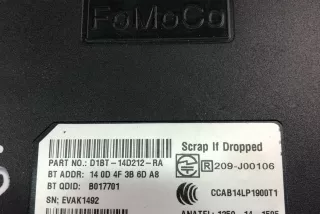 FoMoCo
PART NO.: D1BT-14D212-RA
Scrap If Dropped
BT ADDR: 14 0D 4F 3B 6D A8
R 209-J00106
BT QDID: B017701
CCAB14LP1900T1
SN: EVAK1492